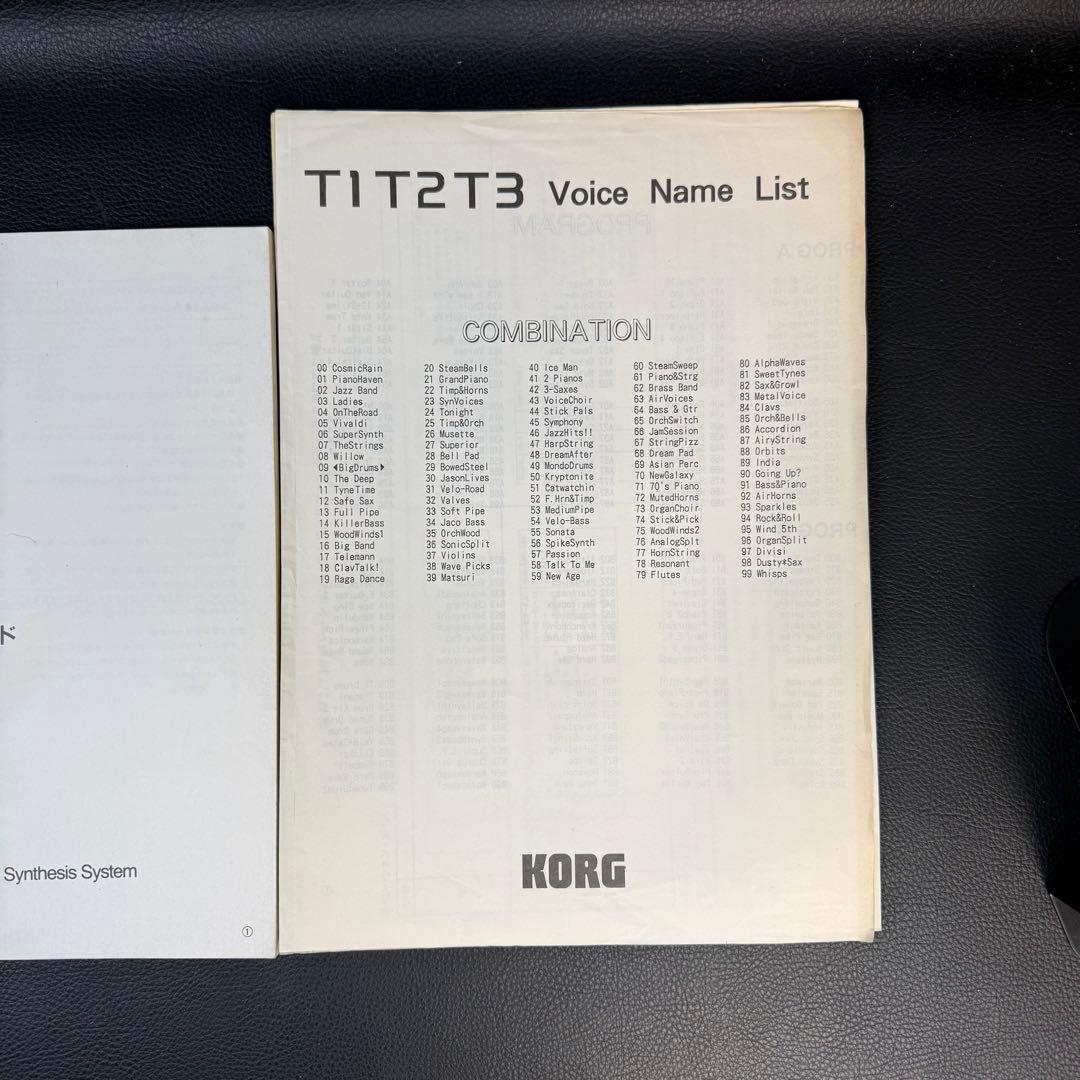 T1 T2 T3 Voice Name List
COMBINATION
00 CosmicRain
01 PianoHaven
02 Jazz Band
03 Ladies
04 OnTheRoad
05 Vivaldi
06 SuperSynth
07 TheStrings
08 Willow
09 ◀BigDrums▶
10 The Deep
11 TyneTime
12 Safe Sax
13 Full Pipe
14 KillerBass
15 WoodWinds1
16 Big Band
17 Telemann
18 ClavTalk!
19 Raga Dance
20 SteamBells
21 GrandPiano
22 Timp&Horns
23 SynVoices
24 Tonight
25 Timp&Orch
26 Musette
27 Superior
28 Bell Pad
29 BowedSteel
30 JasonLives
31 Velo-Road
32 Valves
33 Soft Pipe
34 Jaco Bass
35 OrchWood
36 SonicSplit
37 Violins
38 Wave Picks
39 Matsuri
40 Ice Man
41 2 Pianos
42 3-Saxes
43 VoiceChoir
44 Stick Pals
45 Symphony
46 JazzHits!!
47 HarpString
48 DreamAfter
49 MondoDrums
50 Kryptonite
51 Catwatchin
52 F.Hrn&Timp
53 MediumPipe
54 Velo-Bass
55 Sonata
56 SpikeSynth
57 Passion
58 Talk To Me
59 New Age
60 SteamSweep
61 Piano&Strg
62 Brass Band
63 AirVoices
64 Bass & Gtr
65 OrchSwitch
66 JamSession
67 StringPizz
68 Dream Pad
69 Asian Perc
70 NewGalaxy
71 70's Piano
72 MutedHorns
73 OrganChoir
74 Stick&Pick
75 WoodWinds2
76 AnalogSplt
77 HornString
78 Resonant
79 Flutes
80 AlphaWaves
81 SweetTynes
82 Sax&Growl
83 MetalVoice
84 Clavs
85 Orch&Bells
86 Accordion
87 AiryString
88 Orbits
89 India
90 Going Up?
91 Bass&Piano
92 AirHorns
93 Sparkles
94 Rock&Roll
95 Wind 5th
96 OrganSplit
97 Divisi
98 Dusty*Sax
99 Whisps
KORG
ド
Synthesis System
①